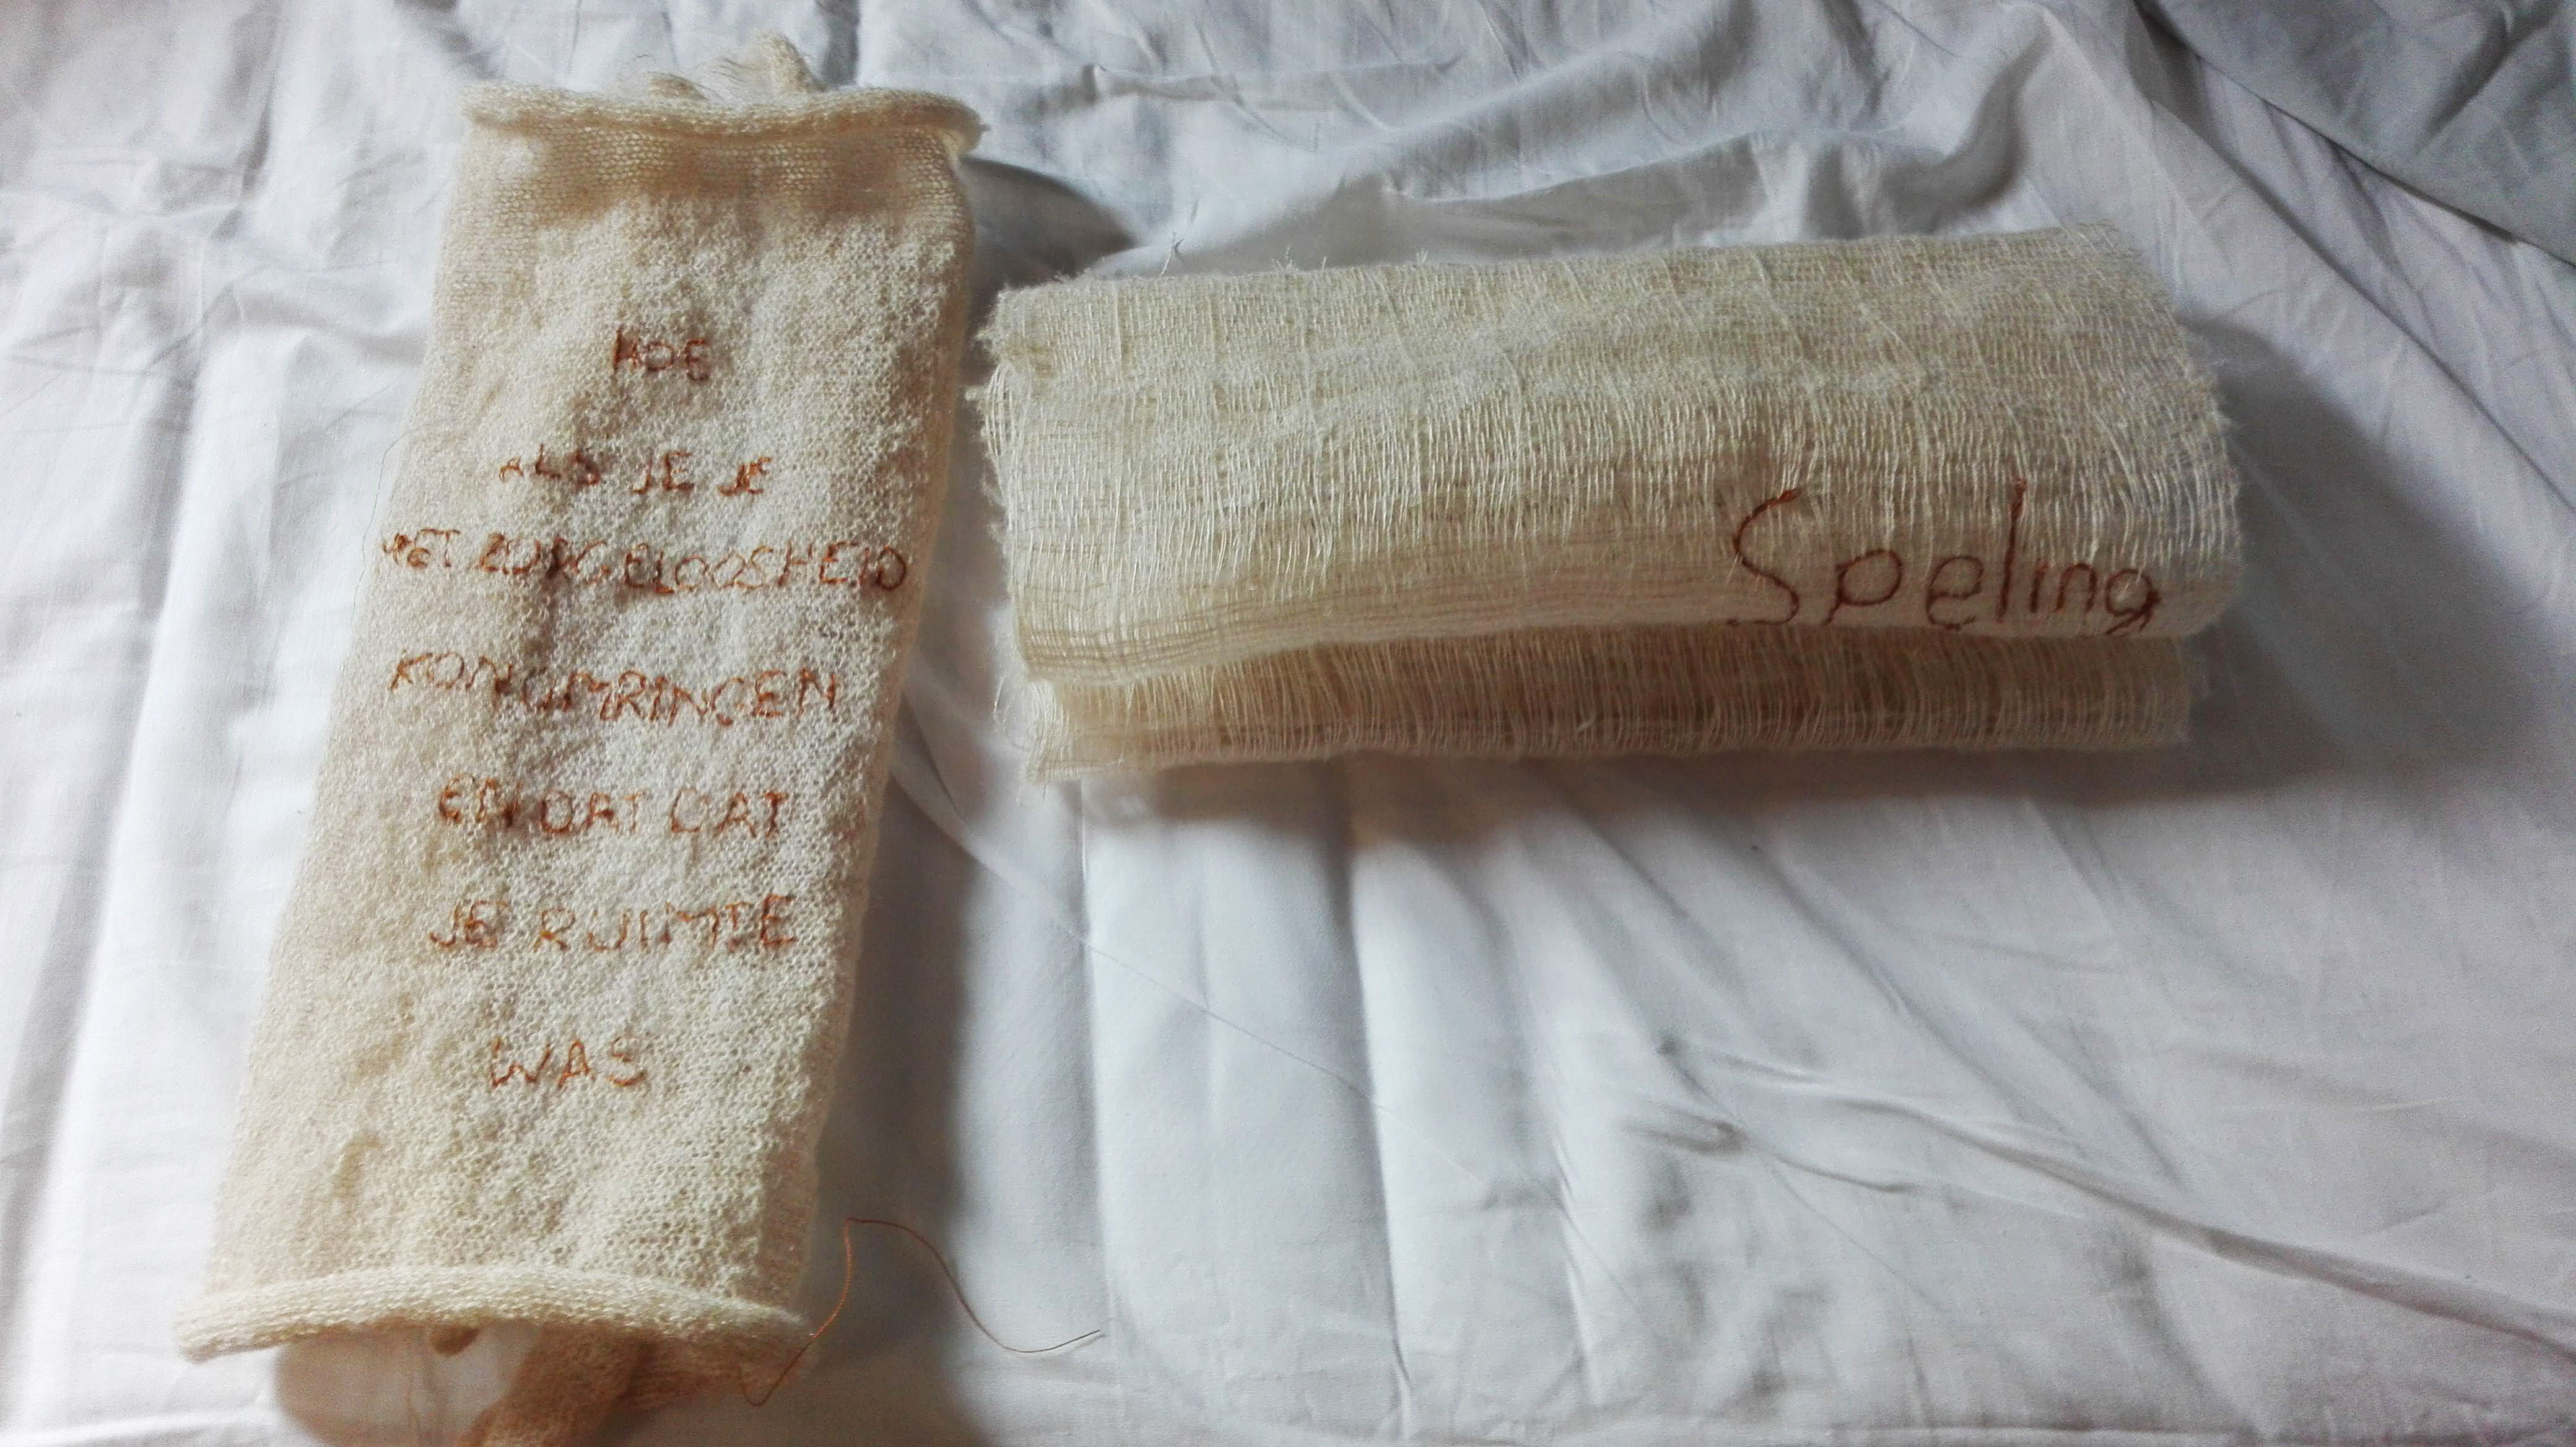 HOE
ALS JE JE
MET ZORGELOOSHEID
KON OMRINGEN
EN DAT DAT
JE RUIMTE
WAS
Speling